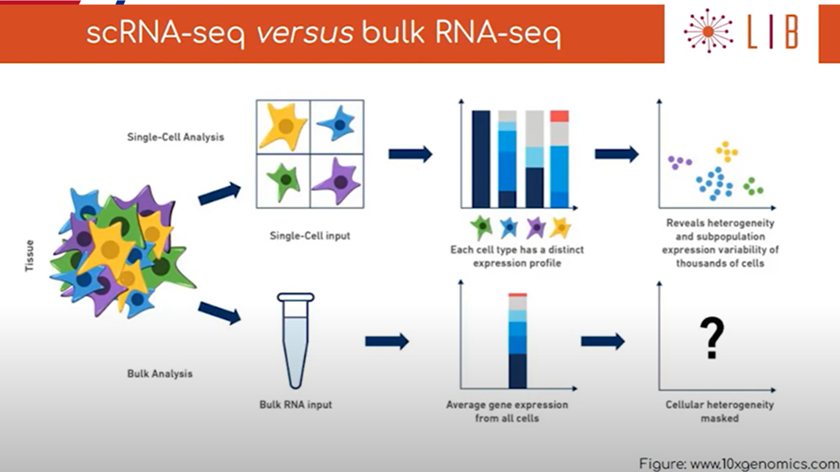 scRNA-seq versus bulk RNA-seq
LIB
Single-Cell Analysis
Single-Cell input
Each cell type has a distinct
expression profile
Reveals heterogeneity
and subpopulation
expression variability of
thousands of cells
Tissue
Bulk Analysis
Bulk RNA input
Average gene expression
from all cells
?
Cellular heterogeneity
masked
Figure: www.10xgenomics.com